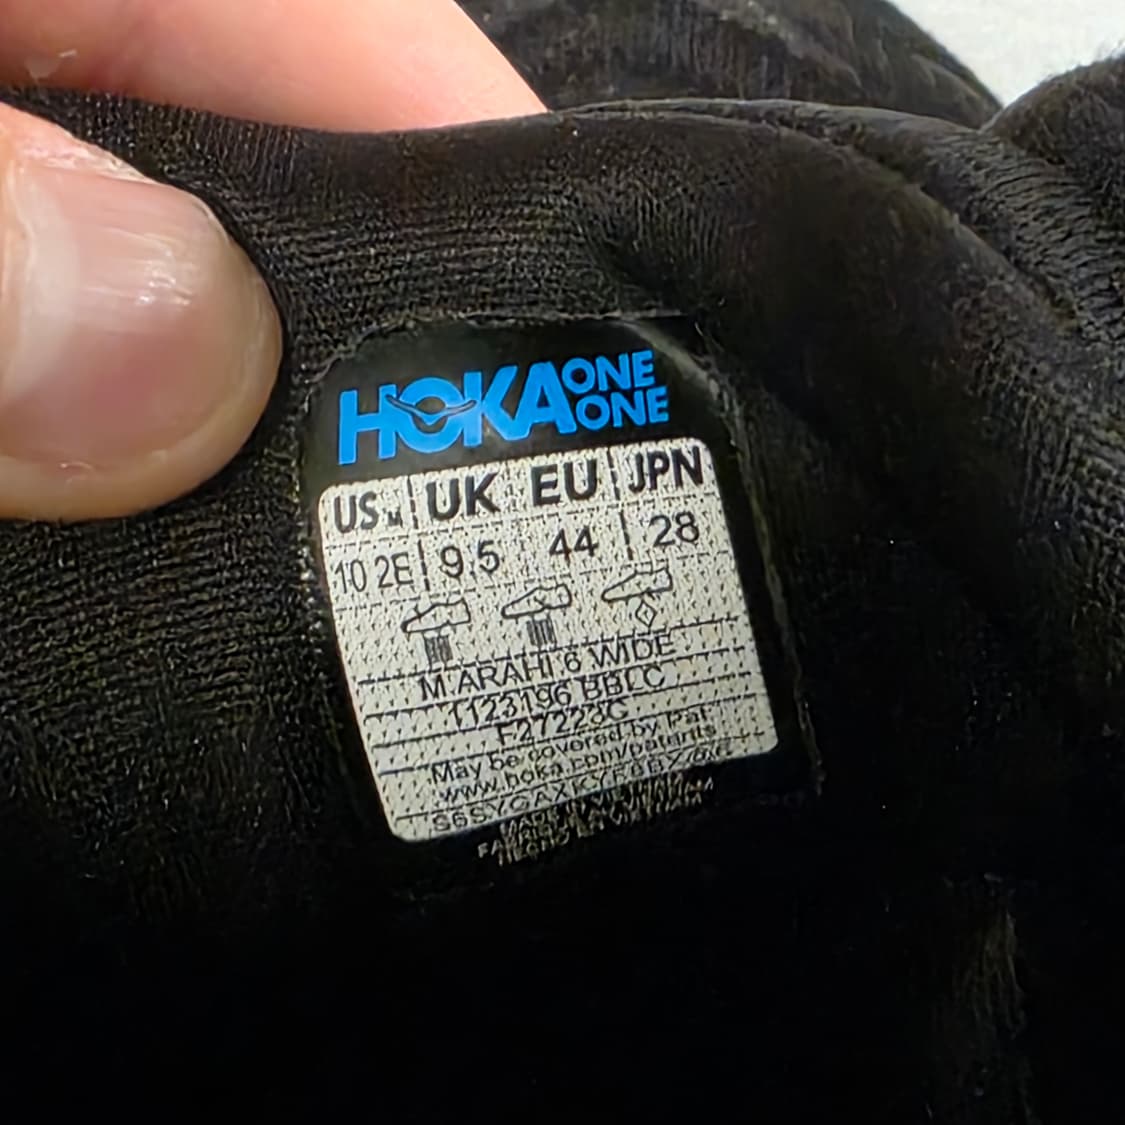 HOKA ONE ONE
US M UK EU JPN
10 2E 9.5 44 28
M ARAHI 6 WIDE
1123196 BBLC
F27223G
May be covered by Pat.
www.hoka.com/patents